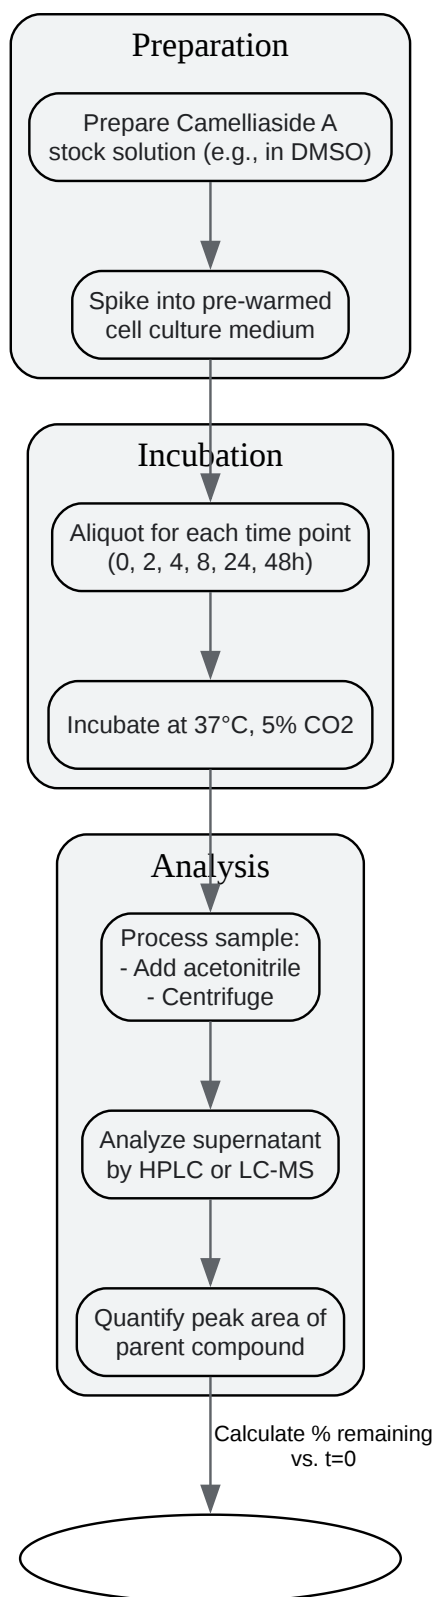 Preparation
Prepare Camelliaside A
stock solution (e.g., in DMSO)
Spike into pre-warmed
cell culture medium
Incubation
Aliquot for each time point
(0, 2, 4, 8, 24, 48h)
Incubate at 37°C, 5% CO2
Analysis
Process sample:
- Add acetonitrile
- Centrifuge
Analyze supernatant
by HPLC or LC-MS
Quantify peak area of
parent compound
Calculate % remaining
vs. t=0